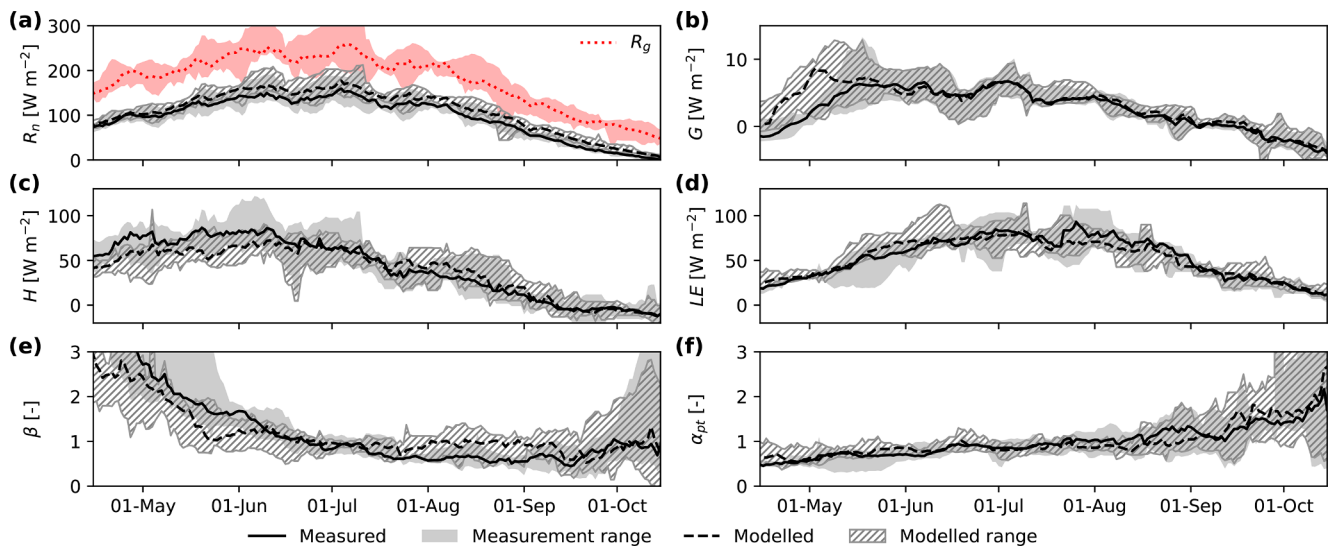 (a)
300
200
100
0
R_n [W m⁻²]
R_g
(b)
10
0
G [W m⁻²]
(c)
100
50
0
H [W m⁻²]
(d)
100
50
0
LE [W m⁻²]
(e)
3
2
1
0
β [-]
01-May 01-Jun 01-Jul 01-Aug 01-Sep 01-Oct
(f)
3
2
1
0
α_pt [-]
01-May 01-Jun 01-Jul 01-Aug 01-Sep 01-Oct
Measured Measurement range Modelled Modelled range